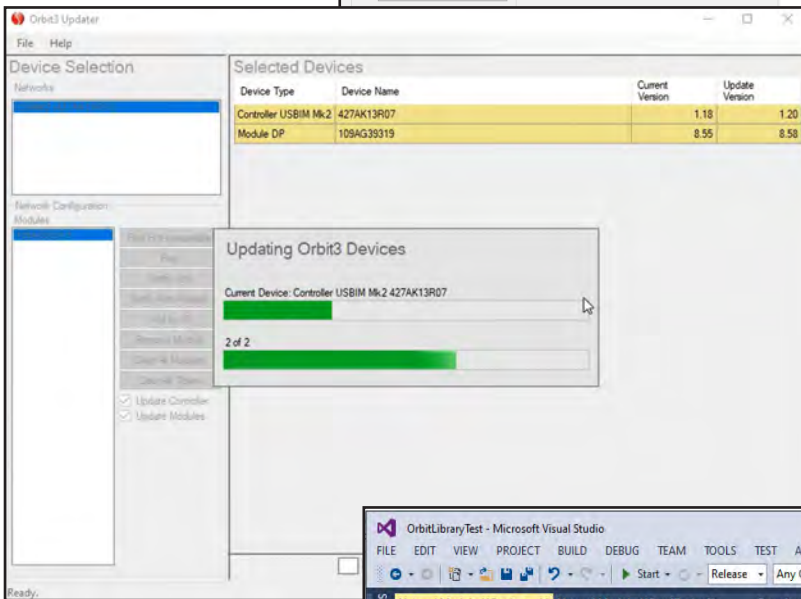 Orbit3 Updater
File Help
Device Selection
Networks
Selected Devices
Device Type Device Name Current Version Update Version
Controller USBIM Mk2 427AK13R07 1.18 1.20
Module DP 109AG39319 8.55 8.58
Network Configuration
Modules
Updating Orbit3 Devices
Current Device: Controller USBIM Mk2 427AK13R07
2 of 2
Update Controller
Update Modules
Ready.
OrbitLibraryTest - Microsoft Visual Studio
FILE EDIT VIEW PROJECT BUILD DEBUG TEAM TOOLS TEST
Start Release Any